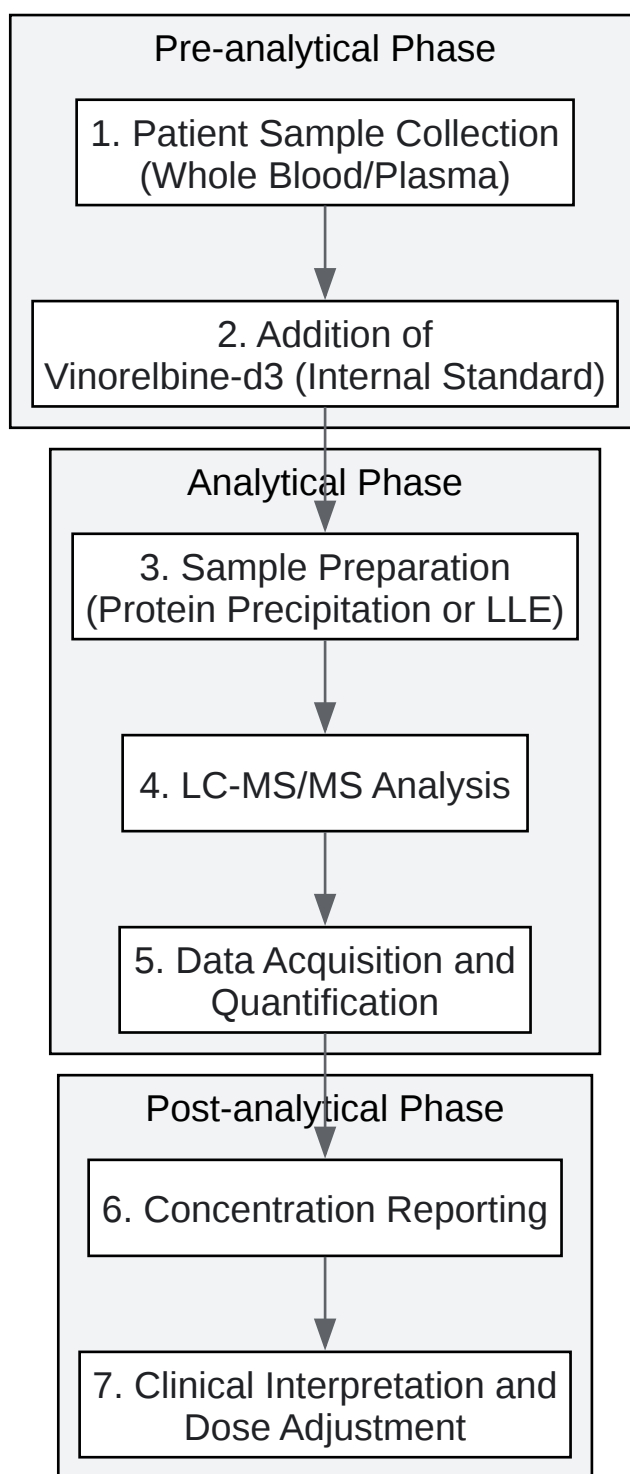 Pre-analytical Phase
1. Patient Sample Collection
(Whole Blood/Plasma)
2. Addition of
Vinorelbine-d3 (Internal Standard)
Analytical Phase
3. Sample Preparation
(Protein Precipitation or LLE)
4. LC-MS/MS Analysis
5. Data Acquisition and
Quantification
Post-analytical Phase
6. Concentration Reporting
7. Clinical Interpretation and
Dose Adjustment